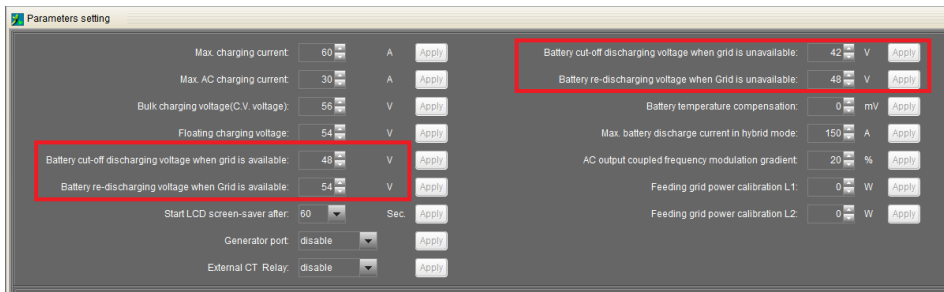 Parameters setting
Max. charging current: 60 A Apply
Max. AC charging current: 30 A Apply
Bulk charging voltage(C.V. voltage): 56 V Apply
Floating charging voltage: 54 V Apply
Battery cut-off discharging voltage when grid is available: 48 V Apply
Battery re-discharging voltage when Grid is available: 54 V Apply
Start LCD screen-saver after: 60 Sec. Apply
Generator port: disable Apply
External CT Relay: disable Apply
Battery cut-off discharging voltage when grid is unavailable: 42 V Apply
Battery re-discharging voltage when Grid is unavailable: 48 V Apply
Battery temperature compensation: 0 mV Apply
Max. battery discharge current in hybrid mode: 150 A Apply
AC output coupled frequency modulation gradient: 20 % Apply
Feeding grid power calibration L1: 0 W Apply
Feeding grid power calibration L2: 0 W Apply